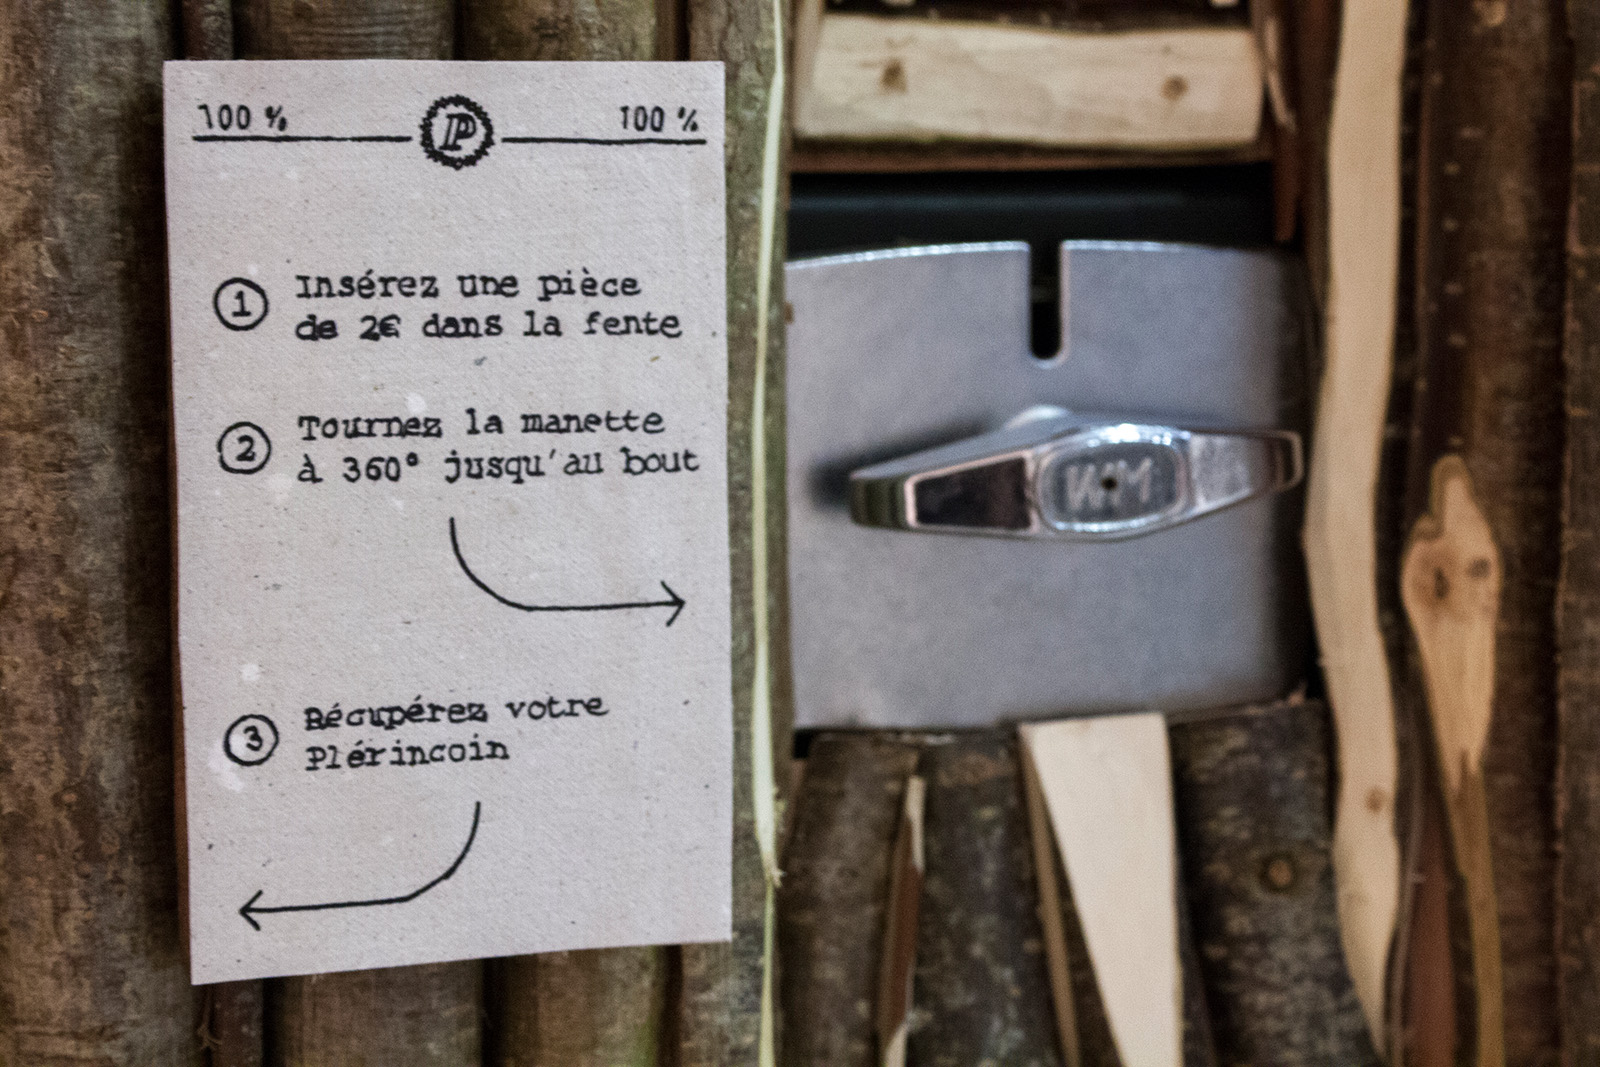 100 % P 100 %
1 Insérez une pièce
de 2€ dans la fente
2 Tournez la manette
à 360° jusqu'au bout
3 Récupérez votre
Plérincoin
WM